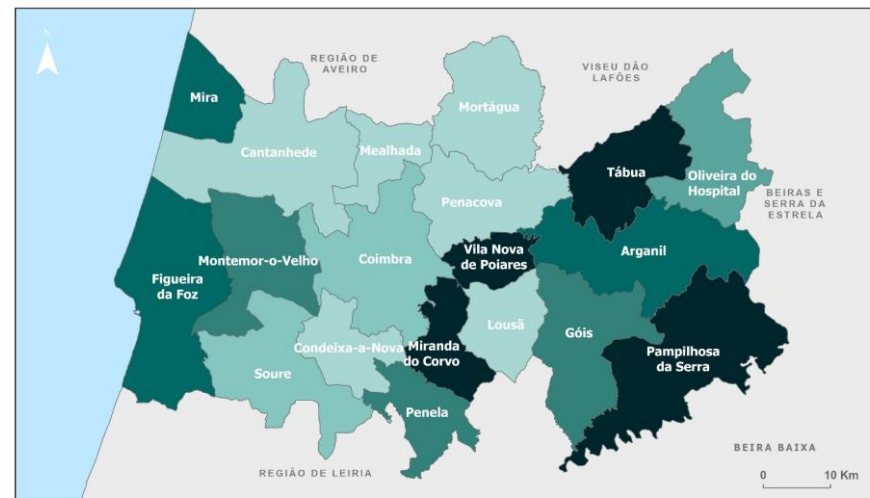 N
REGIÃO DE
AVEIRO
VISEU DÃO
LAFÕES
Mira
Mortágua
Cantanhede
Mealhada
Tábua
Oliveira do
Hospital
BEIRAS E
SERRA DA
ESTRELA
Penacova
Vila Nova
de Poiares
Arganil
Montemor-o-Velho
Coimbra
Figueira
da Foz
Lousã
Góis
Condeixa-a-Nova
Miranda
do Corvo
Pampilhosa
da Serra
Soure
Penela
BEIRA BAIXA
REGIÃO DE LEIRIA
0 10 Km